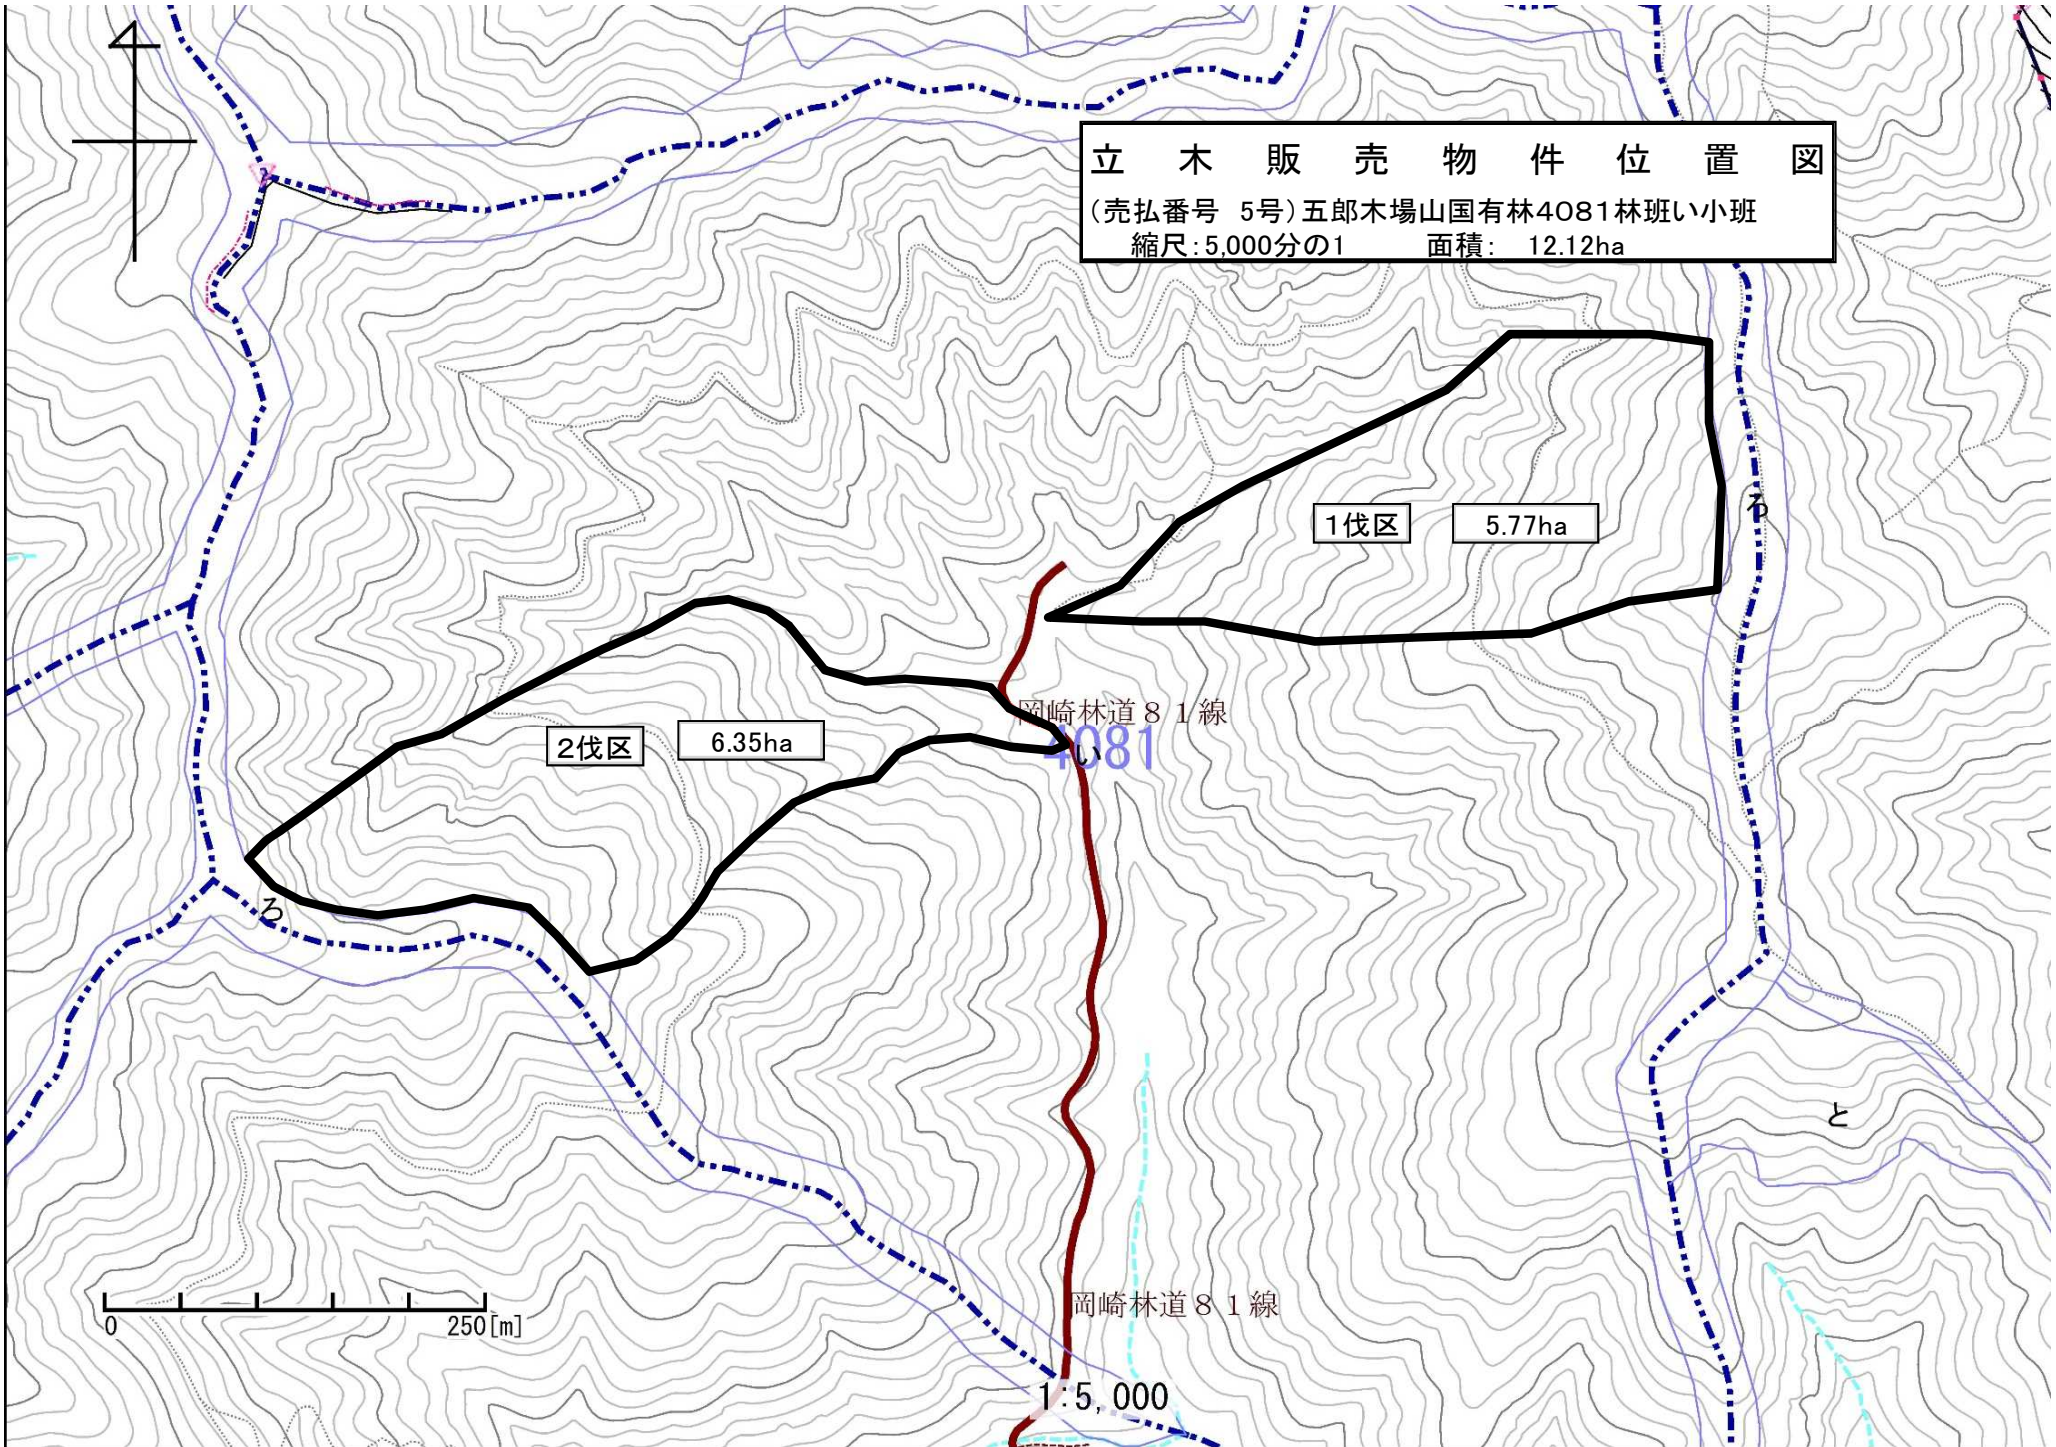 立木販売物件位置図
(売払番号 5号)五郎木場山国有林4081林班い小班
縮尺:5,000分の1 面積: 12.12ha
1伐区 5.77ha
ろ
岡崎林道81線
2伐区 6.35ha
4081
い
ろ
と
岡崎林道81線
0 250[m]
1:5,000